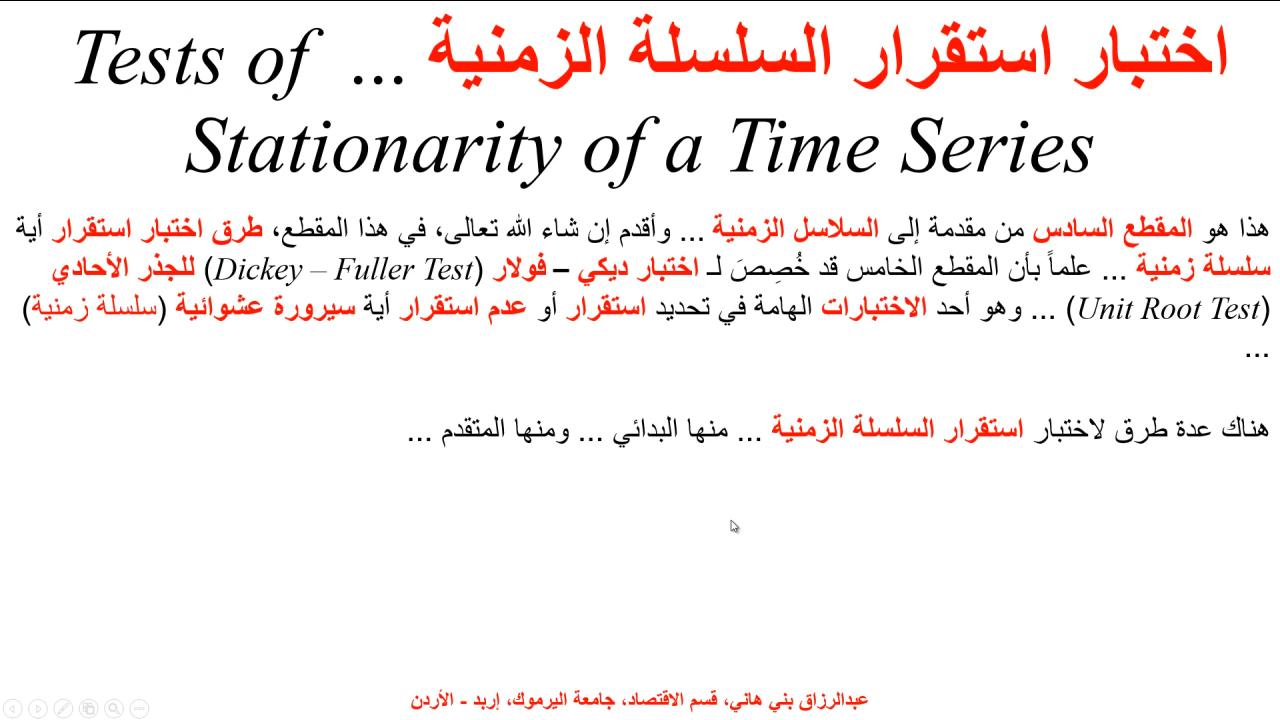 اختبار استقرار السلسلة الزمنية ... Tests of
Stationarity of a Time Series
هذا هو المقطع السادس من مقدمة إلى السلاسل الزمنية ... وأقدم إن شاء الله تعالى، في هذا المقطع، طرق اختبار استقرار أية
سلسلة زمنية ... علماً بأن المقطع الخامس قد خُصِصَ لـ اختبار ديكي – فولار (Dickey – Fuller Test) للجذر الأحادي
(Unit Root Test) ... وهو أحد الاختبارات الهامة في تحديد استقرار أو عدم استقرار أية سيرورة عشوائية (سلسلة زمنية)
...
هناك عدة طرق لاختبار استقرار السلسلة الزمنية ... منها البدائي ... ومنها المتقدم ...
عبدالرزاق بني هاني، قسم الاقتصاد، جامعة اليرموك، إربد - الأردن